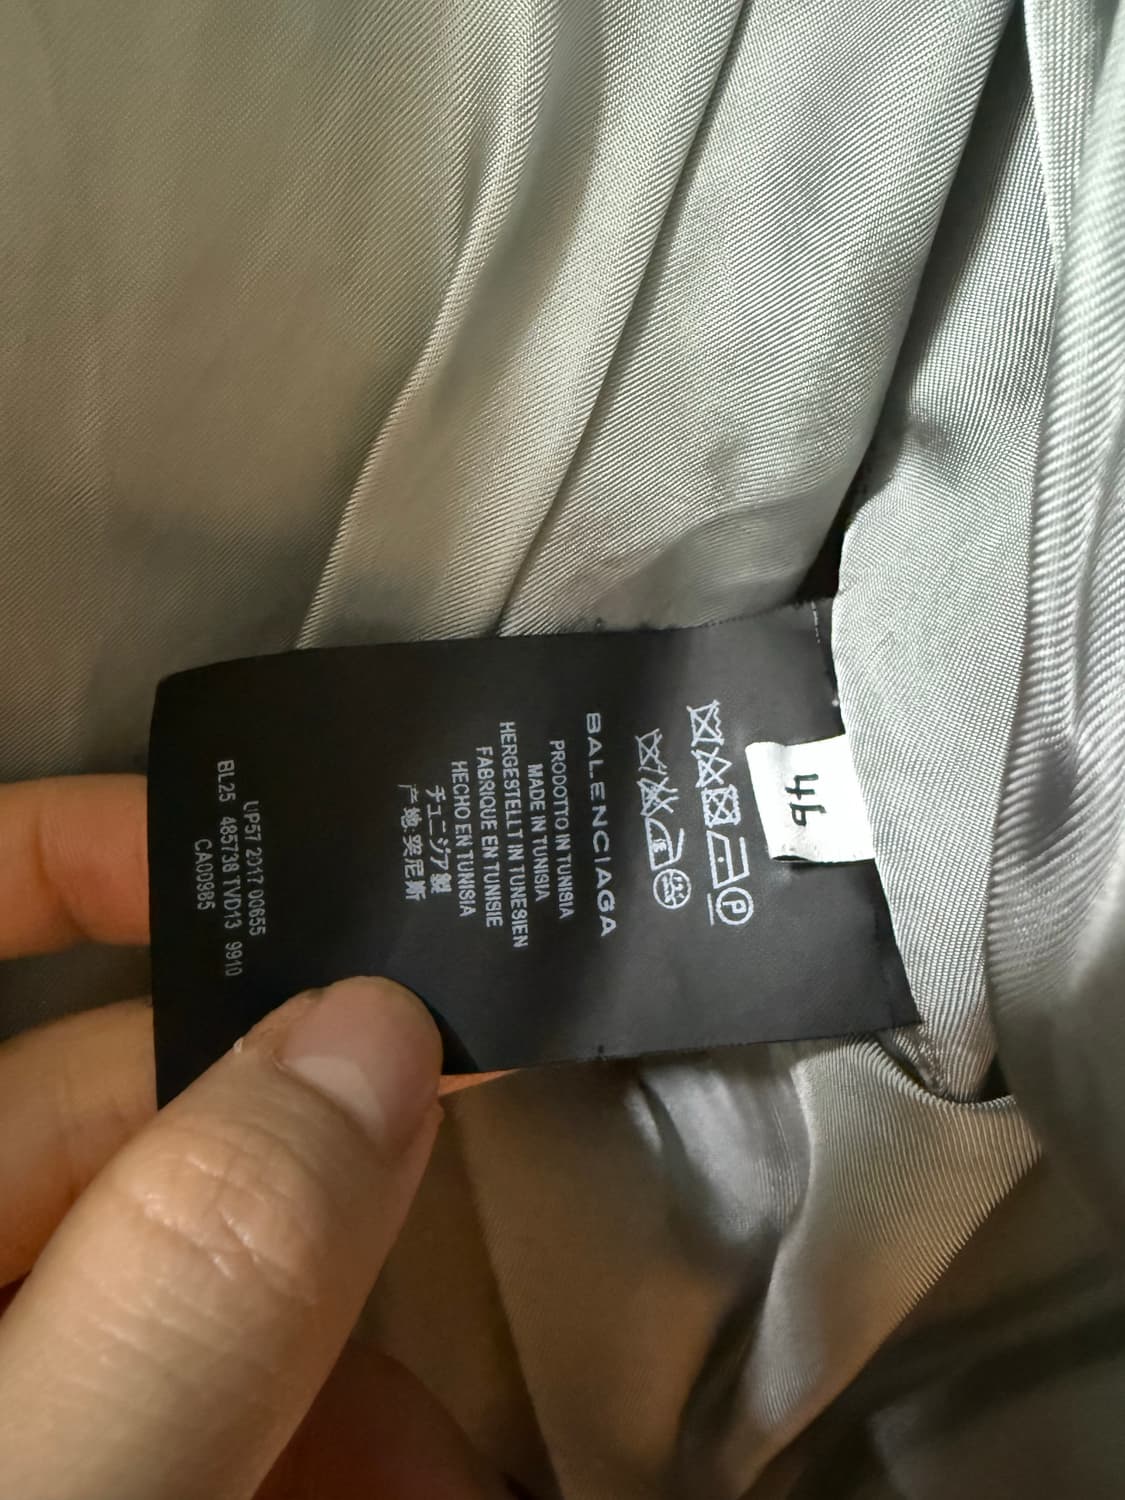 46
BALENCIAGA
PRODOTTO IN TUNISIA
MADE IN TUNISIA
HERGESTELLT IN TUNESIEN
FABRIQUE EN TUNISIE
HECHO EN TUNISIA
チュニジア製
产地:突尼斯
UP57 2317 00655
BL25 485738 TVD13 9910
CA00985